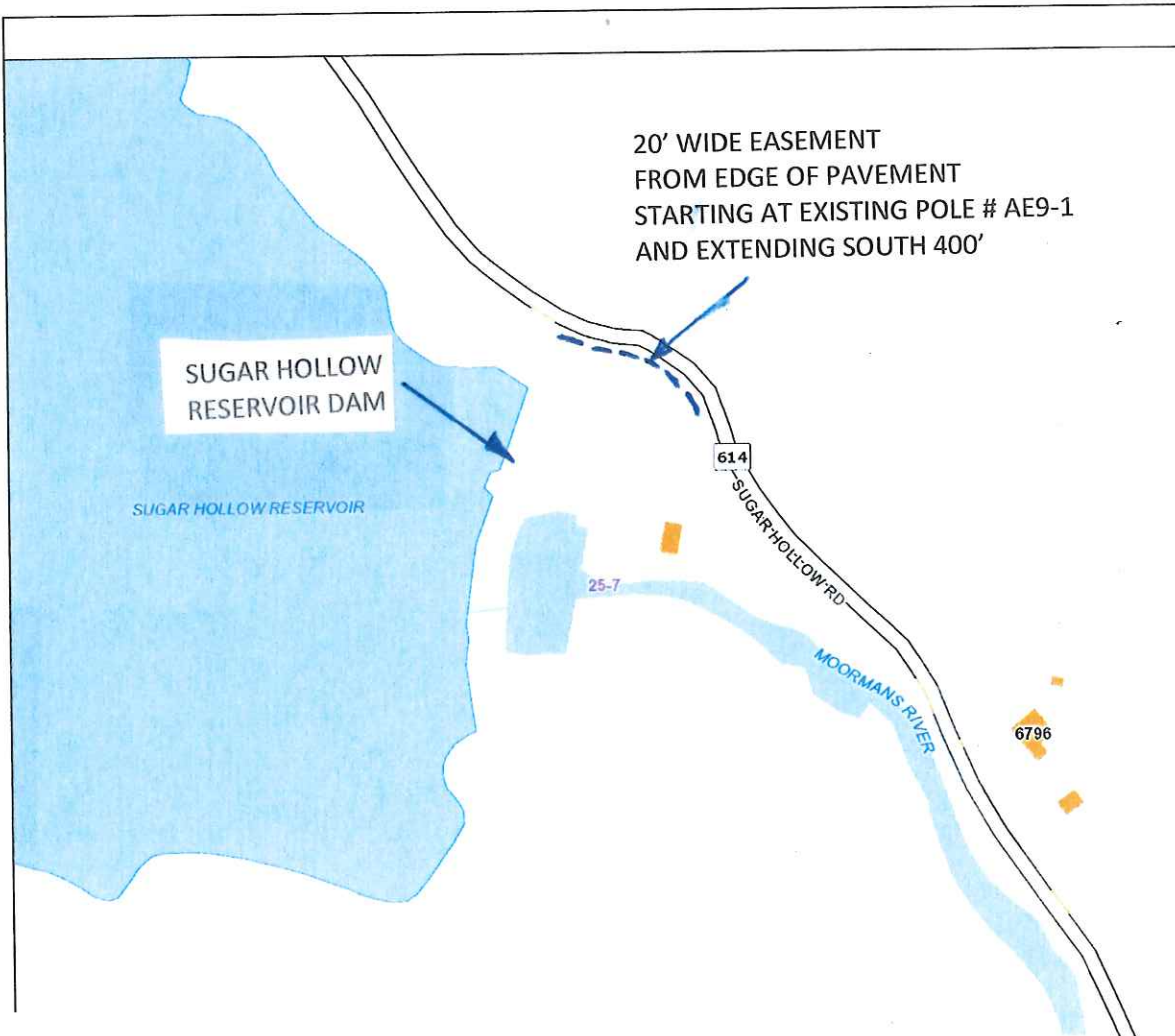 20' WIDE EASEMENT
FROM EDGE OF PAVEMENT
STARTING AT EXISTING POLE # AE9-1
AND EXTENDING SOUTH 400'
SUGAR HOLLOW
RESERVOIR DAM
614
SUGAR HOLLOW RESERVOIR
SUGAR HOLLOW RD
25-7
MOORMANS RIVER
6796